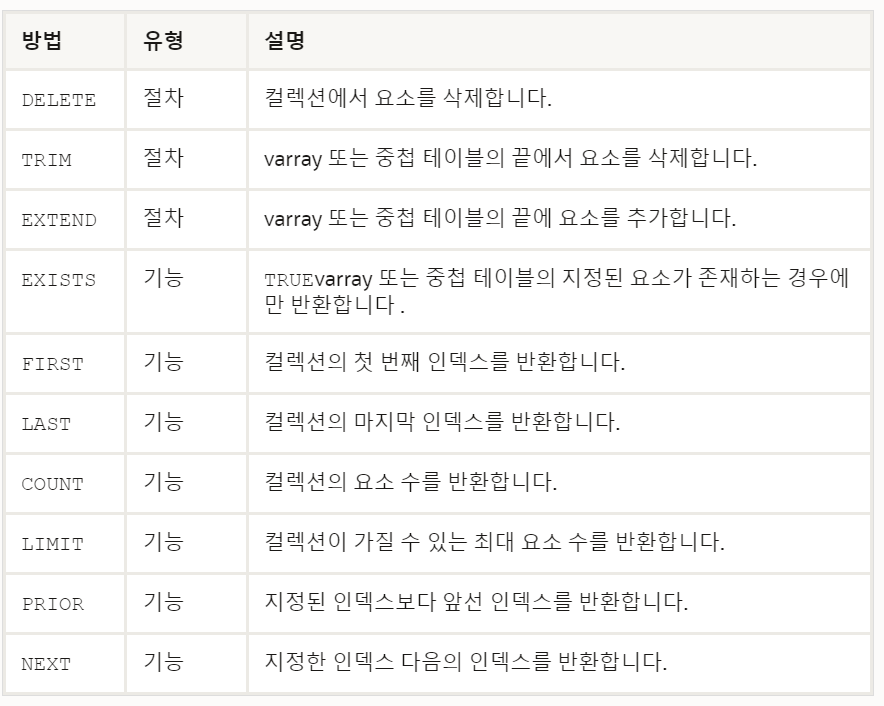 방법 유형 설명
DELETE 절차 컬렉션에서 요소를 삭제합니다.
TRIM 절차 varray 또는 중첩 테이블의 끝에서 요소를 삭제합니다.
EXTEND 절차 varray 또는 중첩 테이블의 끝에 요소를 추가합니다.
EXISTS 기능 TRUEvarray 또는 중첩 테이블의 지정된 요소가 존재하는 경우에
만 반환합니다 .
FIRST 기능 컬렉션의 첫 번째 인덱스를 반환합니다.
LAST 기능 컬렉션의 마지막 인덱스를 반환합니다.
COUNT 기능 컬렉션의 요소 수를 반환합니다.
LIMIT 기능 컬렉션이 가질 수 있는 최대 요소 수를 반환합니다.
PRIOR 기능 지정된 인덱스보다 앞선 인덱스를 반환합니다.
NEXT 기능 지정한 인덱스 다음의 인덱스를 반환합니다.